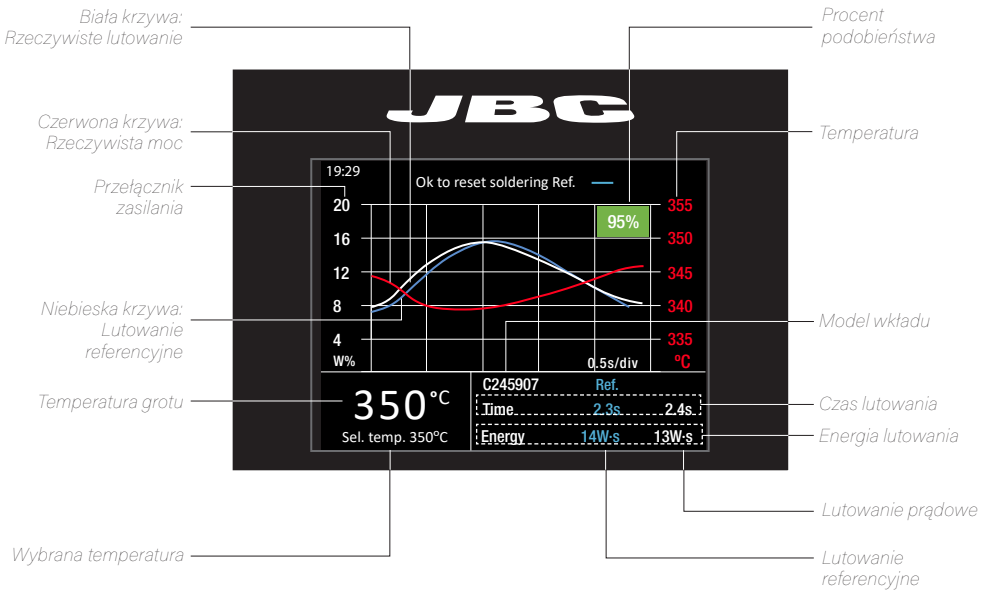 Biała krzywa:
Rzeczywiste lutowanie
Procent
podobieństwa
JBC
Czerwona krzywa:
Rzeczywista moc
Temperatura
Przełącznik
zasilania
19:29
Ok to reset soldering Ref.
20
355
95%
16
350
12
345
8
340
Niebieska krzywa:
Lutowanie
referencyjne
Model wkładu
4
335
W%
0.5s/div
ºC
C245907
Ref.
Temperatura grotu
350°C
Time
2.3s
2.4s
Czas lutowania
Sel. temp. 350ºC
Energy
14W·s
13W·s
Energia lutowania
Lutowanie prądowe
Wybrana temperatura
Lutowanie
referencyjne